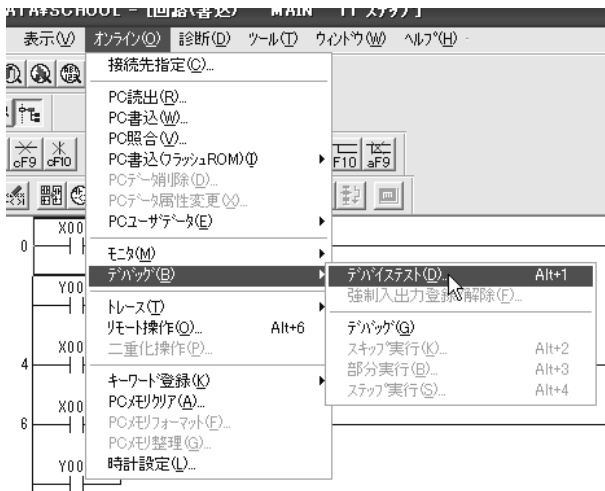 ATA¥SCHOOL - [回路(書込) MAIN 11 ステップ]
表示(V) オンライン(O) 診断(D) ツール(T) ウィンドウ(W) ヘルプ(H)
接続先指定(C)...
PC読出(R)...
PC書込(W)...
PC照合(V)...
PC書込(フラッシュROM)(I)
PCデータ削除(D)...
PCデータ属性変更(X)...
PCユーザデータ(E)
モニタ(M)
デバッグ(B)
デバイステスト(D)... Alt+1
強制入出力登録/解除(F)...
デバッグ(G)
スキップ実行(K)... Alt+2
部分実行(B)... Alt+3
ステップ実行(S)... Alt+4
トレース(T)
リモート操作(O)... Alt+6
二重化操作(P)...
キーワード登録(K)
PCメモリクリア(A)...
PCメモリフォーマット(F)...
PCメモリ整理(G)...
時計設定(L)...
cF9 cF10 F10 aF9
X00
0
Y00
X00
4
X00
6
Y00